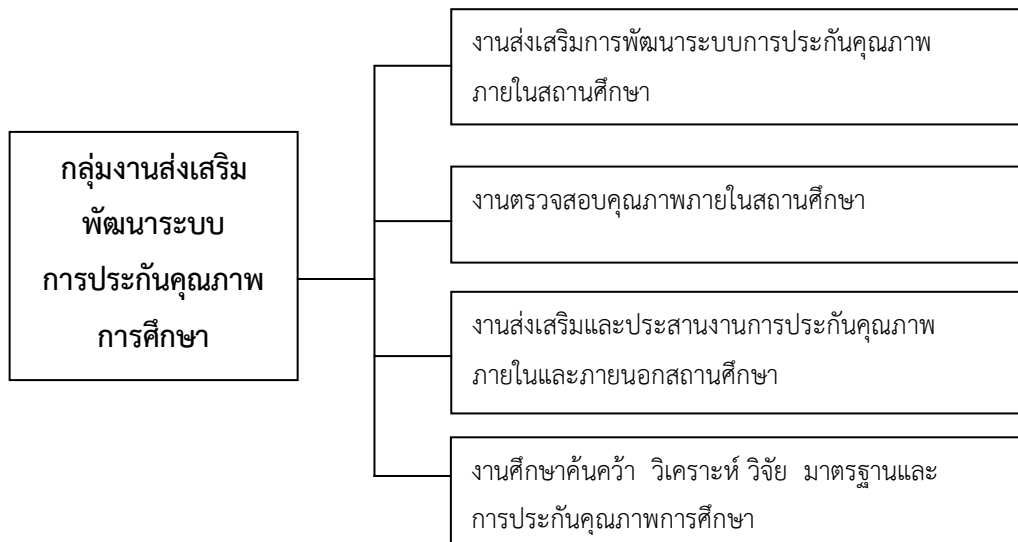 กลุ่มงานส่งเสริม
พัฒนาระบบ
การประกันคุณภาพ
การศึกษา
งานส่งเสริมการพัฒนาระบบการประกันคุณภาพ
ภายในสถานศึกษา
งานตรวจสอบคุณภาพภายในสถานศึกษา
งานส่งเสริมและประสานงานการประกันคุณภาพ
ภายในและภายนอกสถานศึกษา
งานศึกษาค้นคว้า วิเคราะห์ วิจัย มาตรฐานและ
การประกันคุณภาพการศึกษา